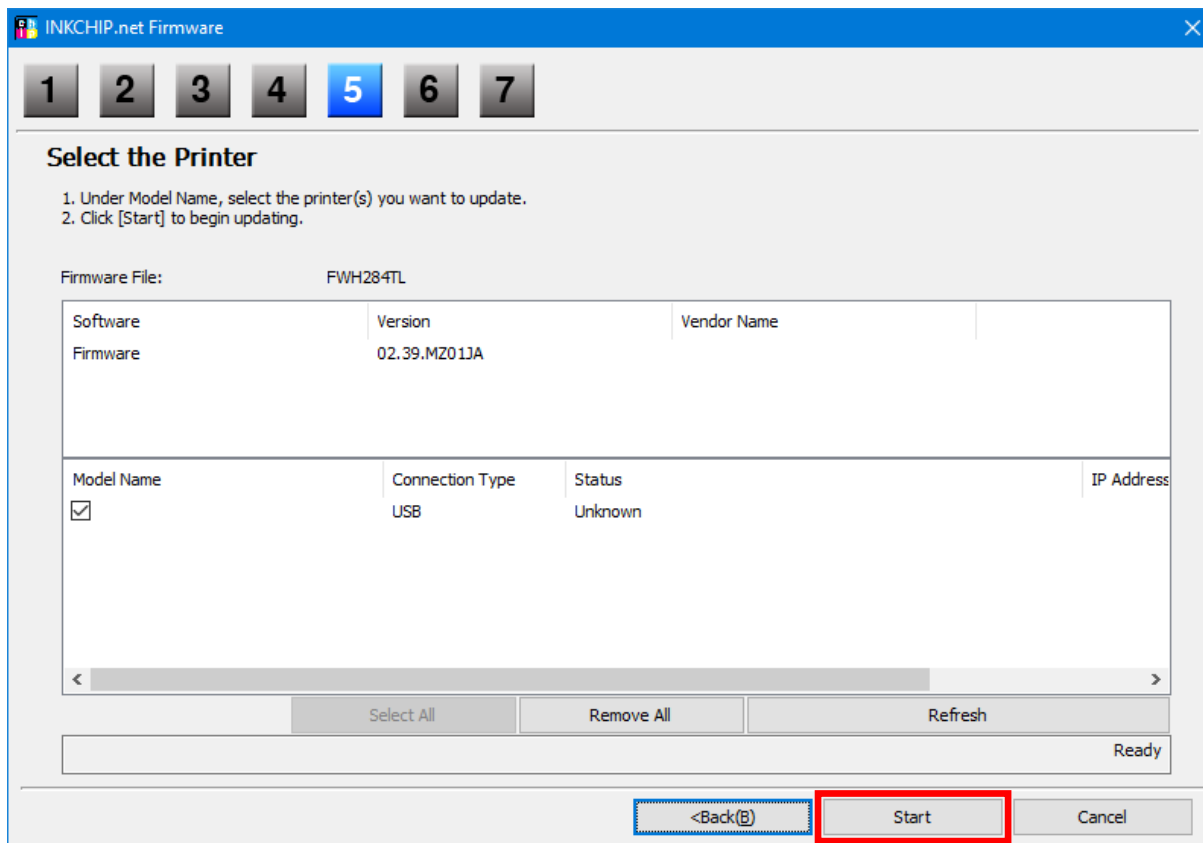 INKCHIP.net Firmware
1 2 3 4 5 6 7
Select the Printer
1. Under Model Name, select the printer(s) you want to update.
2. Click [Start] to begin updating.
Firmware File: FWH284TL
Software Version Vendor Name
Firmware 02.39.MZ01JA
Model Name Connection Type Status IP Address
USB Unknown
Select All Remove All Refresh
Ready
<Back(B) Start Cancel